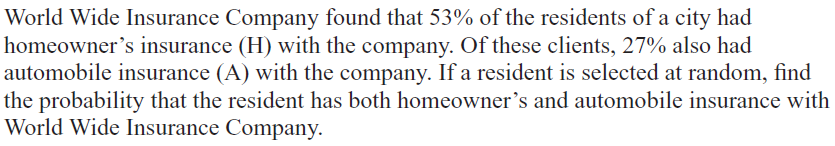 World Wide Insurance Company found that 53% of the residents of a city had
homeowner’s insurance (H) with the company. Of these clients, 27% also had
automobile insurance (A) with the company. If a resident is selected at random, find
the probability that the resident has both homeowner’s and automobile insurance with
World Wide Insurance Company.